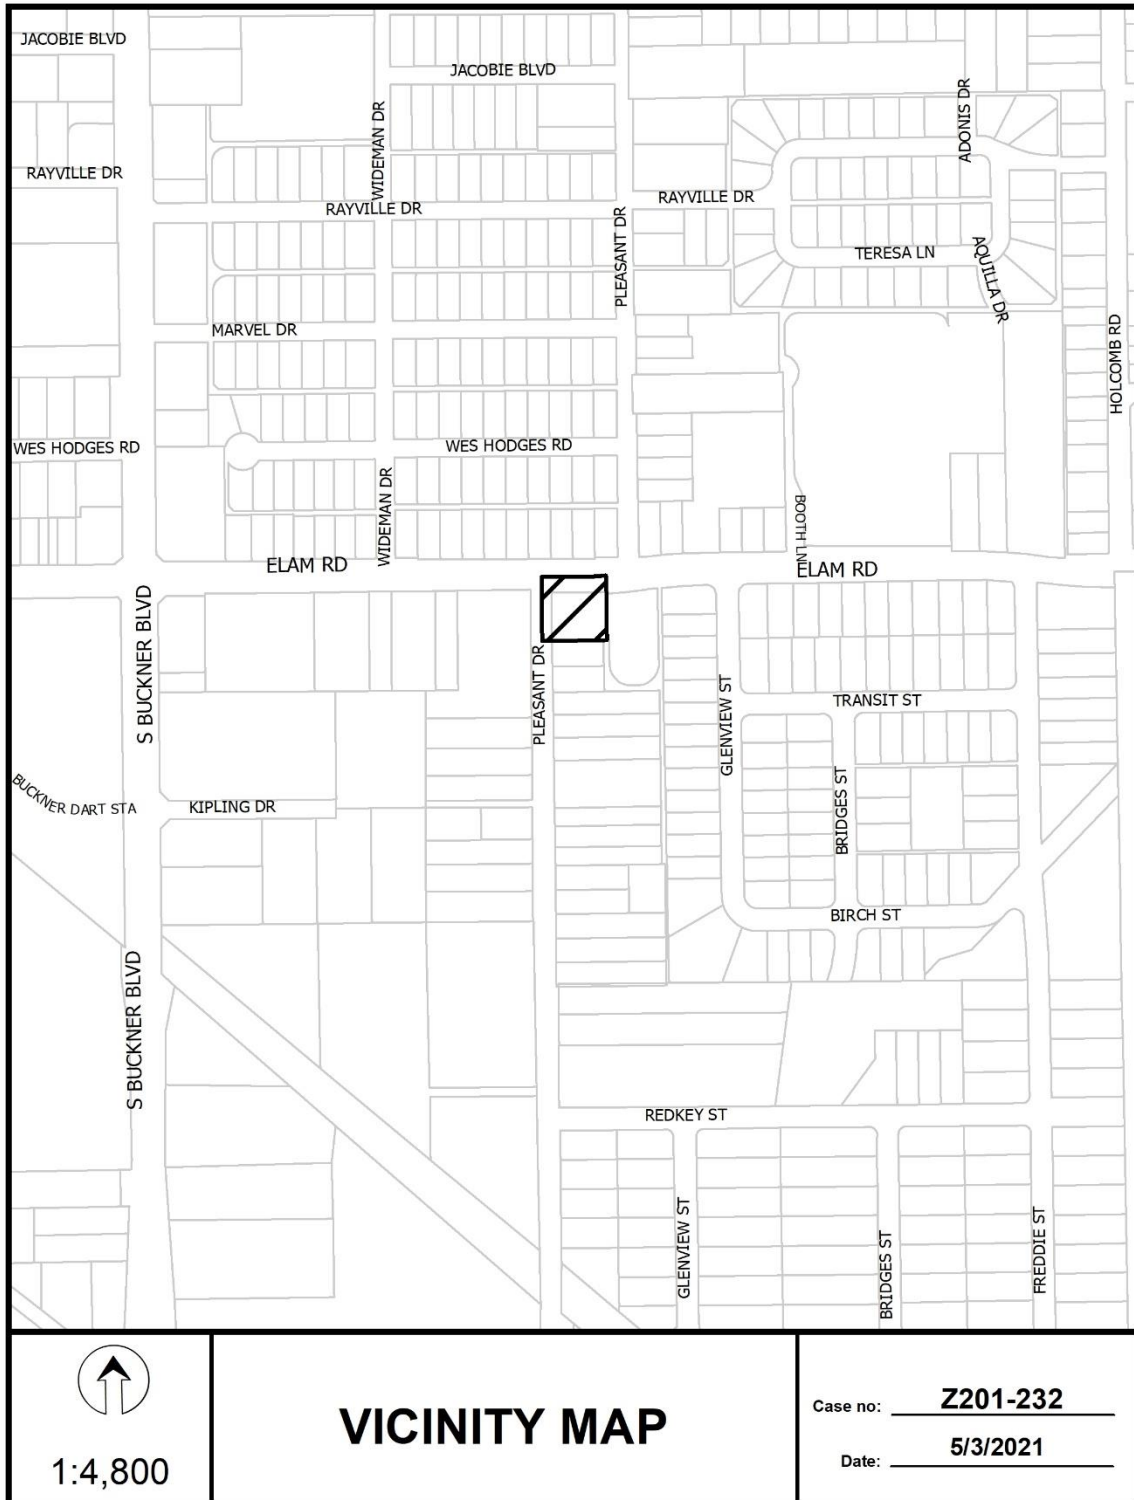 JACOBIE BLVD
JACOBIE BLVD
ADONIS DR
WIDEMAN DR
RAYVILLE DR
RAYVILLE DR
RAYVILLE DR
PLEASANT DR
TERESA LN
AQUILLA DR
MARVEL DR
HOLCOMB RD
WES HODGES RD
WES HODGES RD
WIDEMAN DR
BOOTH LN
ELAM RD
ELAM RD
S BUCKNER BLVD
PLEASANT DR
GLENVIEW ST
TRANSIT ST
BUCKNER DART STA
KIPLING DR
BRIDGES ST
BIRCH ST
S BUCKNER BLVD
REDKEY ST
GLENVIEW ST
BRIDGES ST
FREDDIE ST
1:4,800
VICINITY MAP
Case no: Z201-232
Date: 5/3/2021